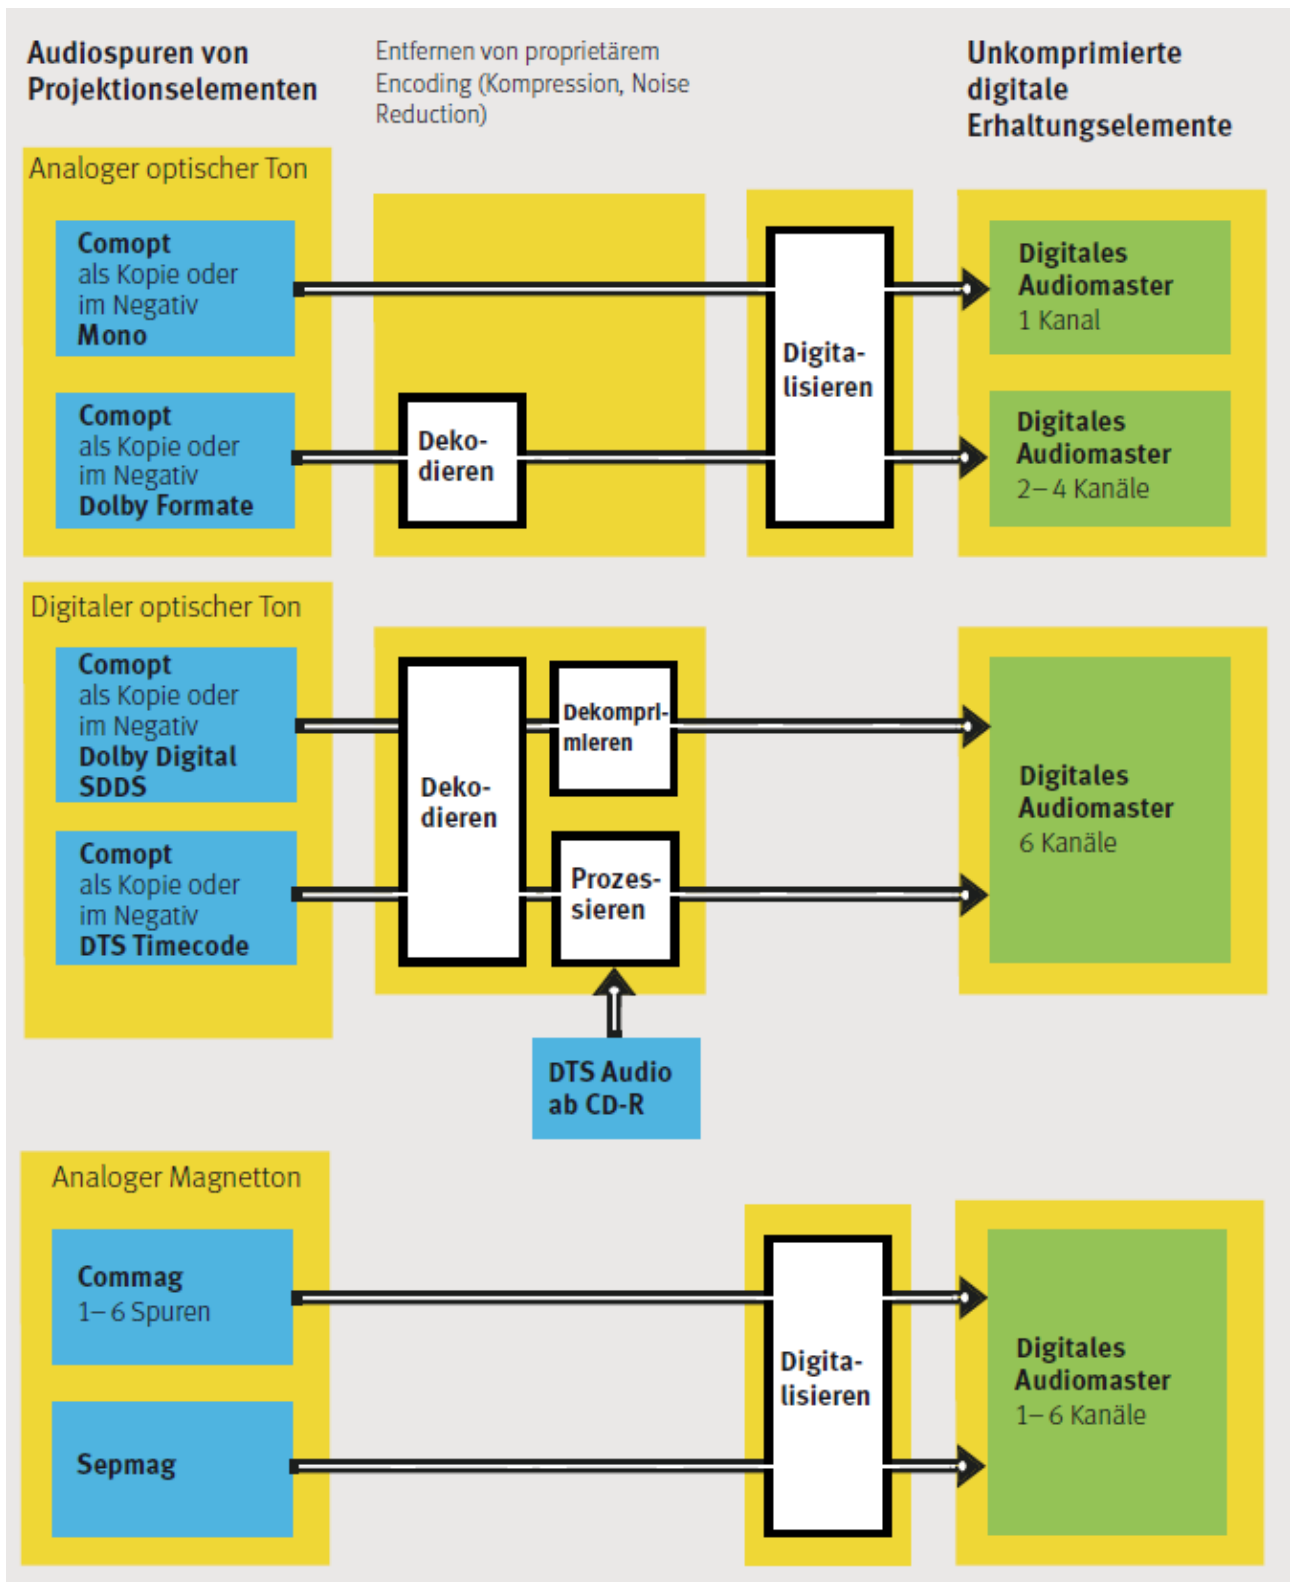 Audiospuren von
Projektionselementen
Entfernen von proprietärem
Encoding (Kompression, Noise
Reduction)
Unkomprimierte
digitale
Erhaltungselemente
Analoger optischer Ton
Comopt
als Kopie oder
im Negativ
Mono
Comopt
als Kopie oder
im Negativ
Dolby Formate
Deko-
dieren
Digita-
lisieren
Digitales
Audiomaster
1 Kanal
Digitales
Audiomaster
2–4 Kanäle
Digitaler optischer Ton
Comopt
als Kopie oder
im Negativ
Dolby Digital
SDDS
Comopt
als Kopie oder
im Negativ
DTS Timecode
Deko-
dieren
Dekompri-
mieren
Prozes-
sieren
DTS Audio
ab CD-R
Digitales
Audiomaster
6 Kanäle
Analoger Magnetton
Commag
1–6 Spuren
Sepmag
Digita-
lisieren
Digitales
Audiomaster
1–6 Kanäle